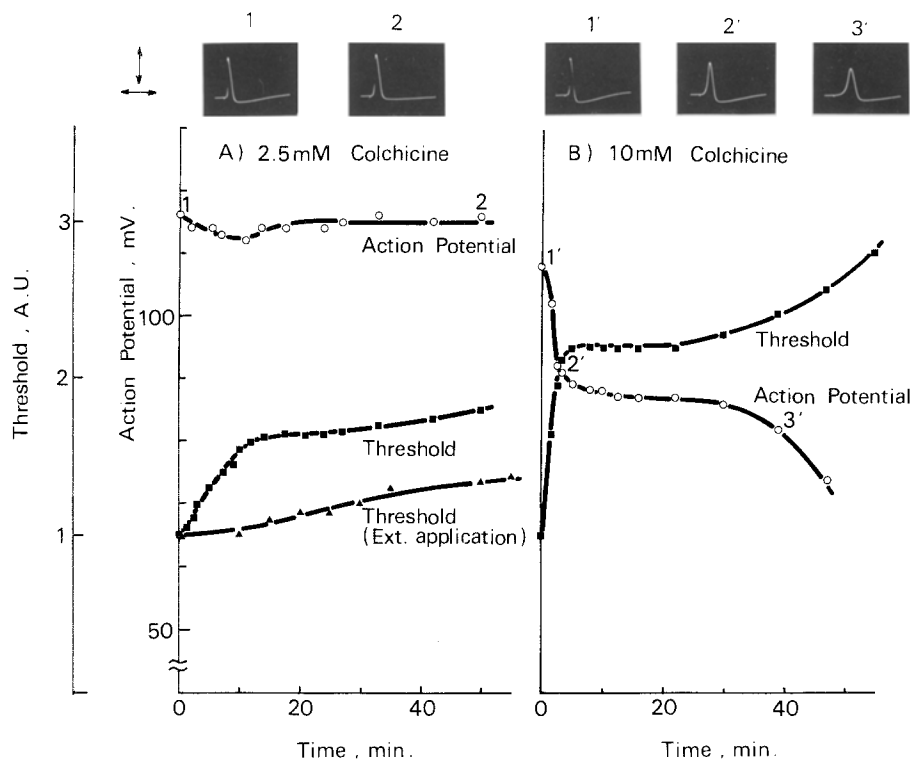 1 2 1′ 2′ 3′
A) 2.5mM Colchicine
B) 10mM Colchicine
Threshold , A.U.
3
2
1
Action Potential , mV.
100
50
1
2
Action Potential
Threshold
Threshold
(Ext. application)
0 20 40
Time , min.
1′
2′
Threshold
Action Potential
3′
0 20 40
Time , min.